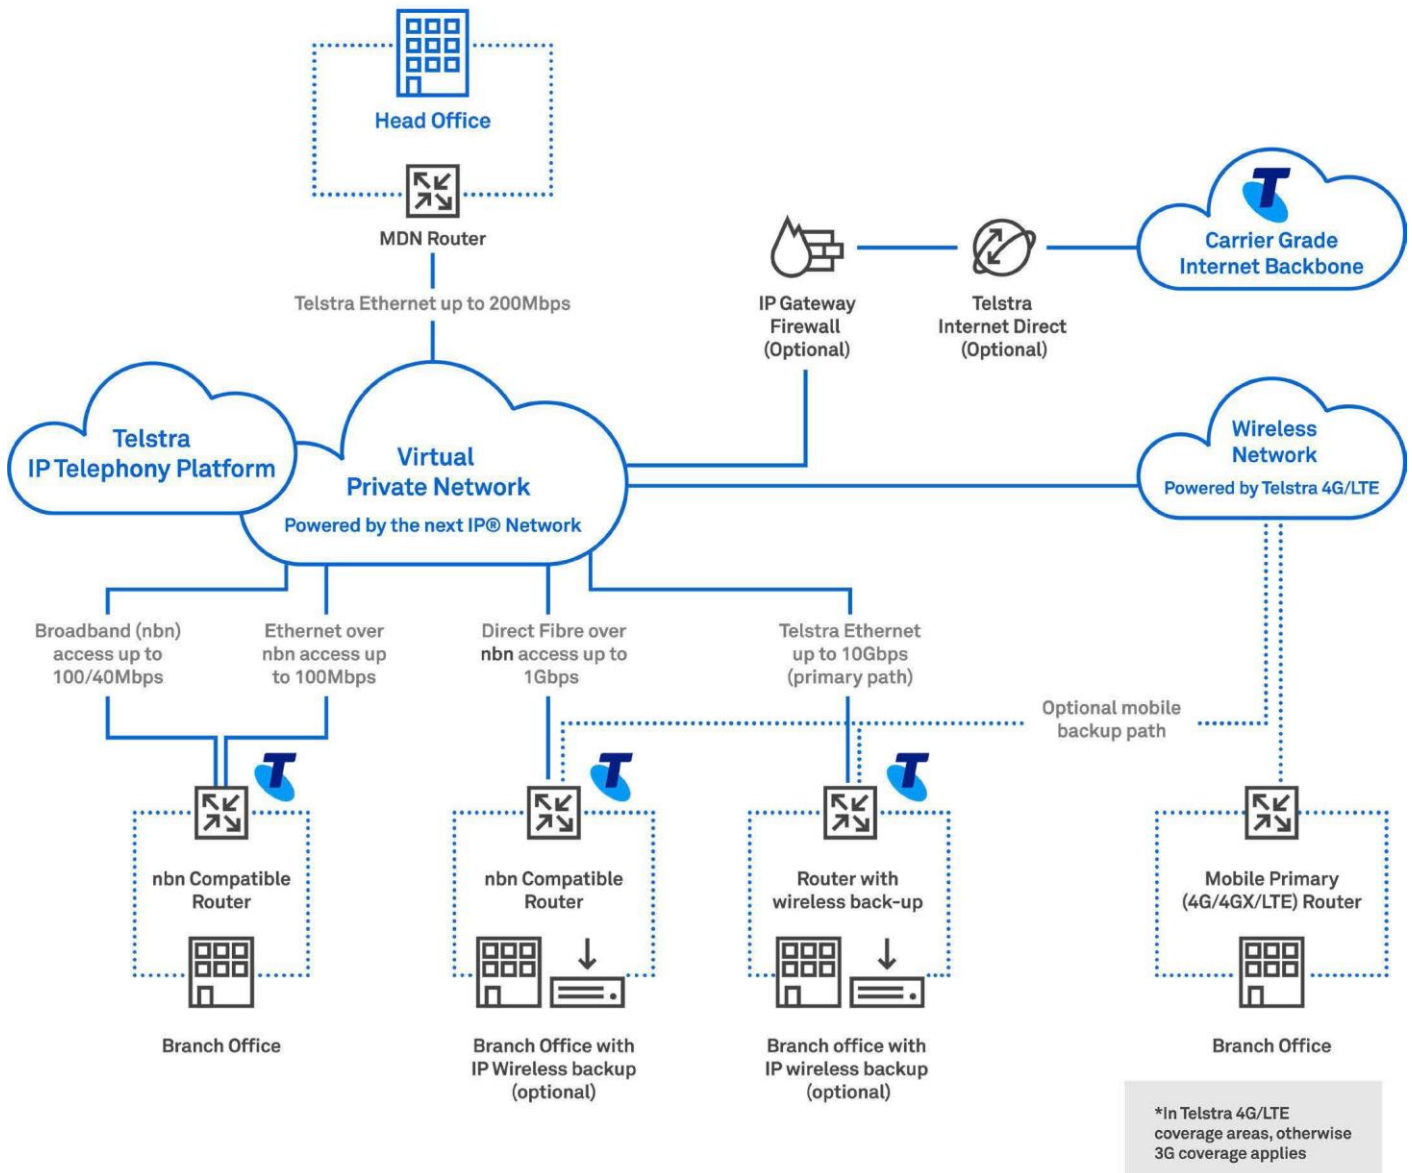 Head Office
MDN Router
Telstra Ethernet up to 200Mbps
IP Gateway
Firewall
(Optional)
Telstra
Internet Direct
(Optional)
T
Carrier Grade
Internet Backbone
Telstra
IP Telephony Platform
Virtual
Private Network
Powered by the next IP® Network
Wireless
Network
Powered by Telstra 4G/LTE
Broadband (nbn)
access up to
100/40Mbps
Ethernet over
nbn access up
to 100Mbps
Direct Fibre over
nbn access up to
1Gbps
Telstra Ethernet
up to 10Gbps
(primary path)
Optional mobile
backup path
T
T
T
nbn Compatible
Router
nbn Compatible
Router
Router with
wireless back-up
Mobile Primary
(4G/4GX/LTE) Router
Branch Office
Branch Office with
IP Wireless backup
(optional)
Branch office with
IP wireless backup
(optional)
Branch Office
*In Telstra 4G/LTE
coverage areas, otherwise
3G coverage applies